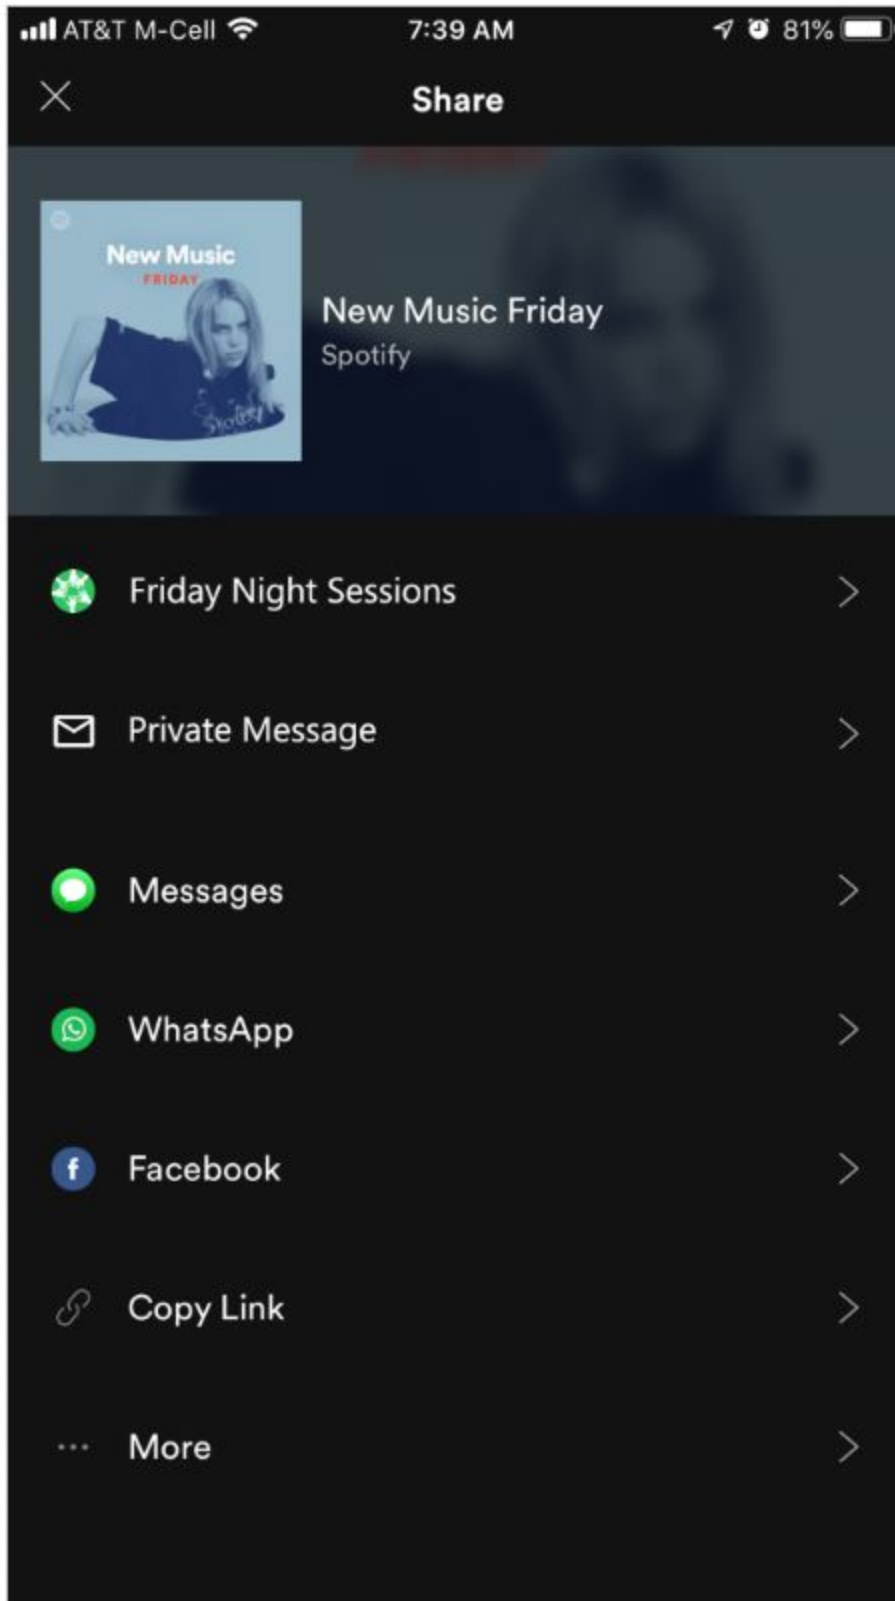 AT&T M-Cell 7:39 AM 81%
Share
New Music
FRIDAY
Spotify
New Music Friday
Spotify
Friday Night Sessions
Private Message
Messages
WhatsApp
Facebook
Copy Link
More